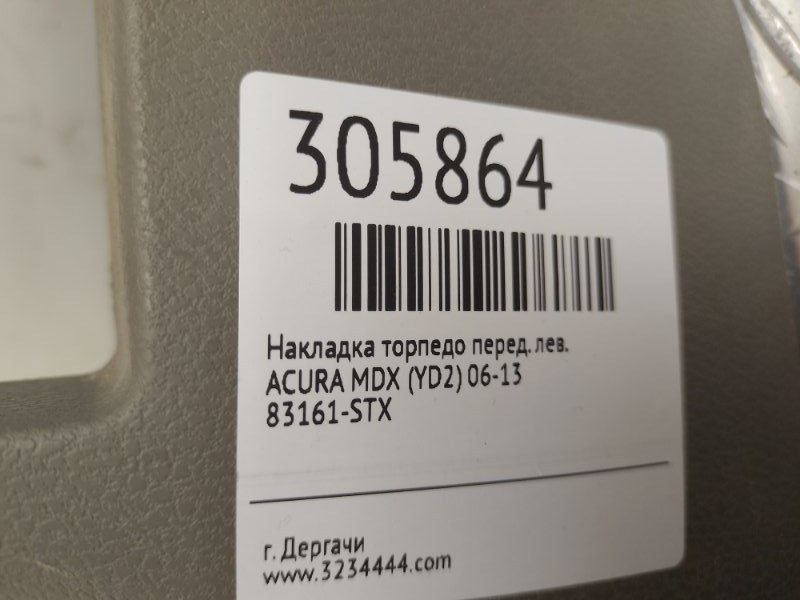 305864
Накладка торпедо перед. лев.
ACURA MDX (YD2) 06-13
83161-STX
г. Дергачи
www.3234444.com